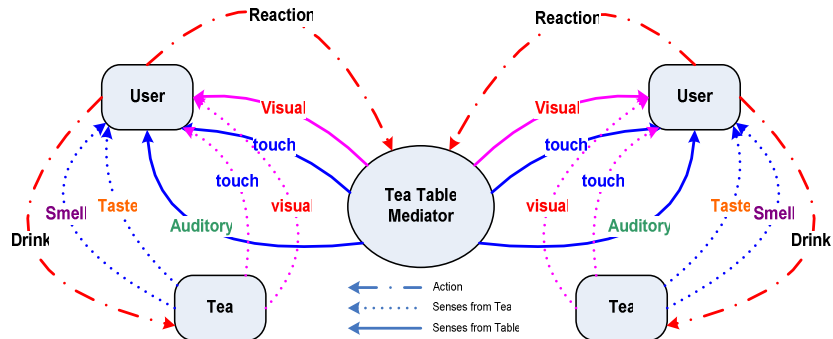 Reaction
Reaction
User
User
Visual
Visual
touch
touch
touch
touch
Tea Table
Mediator
Smell
Taste
visual
visual
Taste
Smell
Auditory
Auditory
Drink
Drink
Tea
Tea
Action
Senses from Tea
Senses from Table